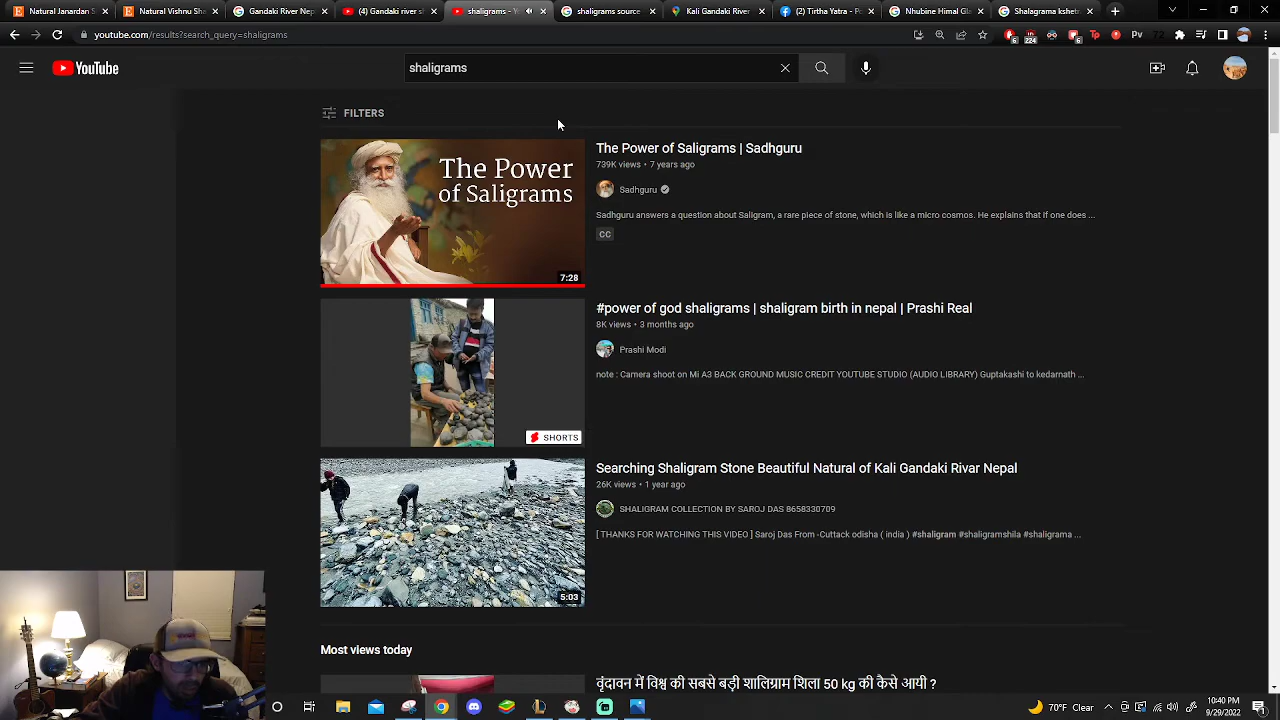 Natural Janardan
Natural Vishnu Sha
Gandaki River Nep
(4) Gandaki river s
shaligrams - Y
shaligrams source
Kali Gandaki River
Tirtha Yatra - Po
Nhubine Himal Gl
Shalagrama kshetr
youtube.com/results?search_query=shaligrams
6
224
6
Tp
Pv
72
YouTube
shaligrams
FILTERS
The Power
of Saligrams
7:28
The Power of Saligrams | Sadhguru
739K views • 7 years ago
Sadhguru
Sadhguru answers a question about Saligram, a rare piece of stone, which is like a micro cosmos. He explains that If one does ...
CC
SHORTS
#power of god shaligrams | shaligram birth in nepal | Prashi Real
8K views • 3 months ago
Prashi Modi
note : Camera shoot on Mi A3 BACK GROUND MUSIC CREDIT YOUTUBE STUDIO (AUDIO LIBRARY) Guptakashi to kedarnath ...
5:03
Searching Shaligram Stone Beautiful Natural of Kali Gandaki Rivar Nepal
26K views • 1 year ago
SHALIGRAM COLLECTION BY SAROJ DAS 8658330709
[ THANKS FOR WATCHING THIS VIDEO ] Saroj Das From -Cuttack odisha ( india ) #shaligram #shaligramshila #shaligrama ...
Most views today
वृंदावन में विश्व की सबसे बड़ी शालिग्राम शिला 50 kg की कैसे आयी ?
70°F Clear
10:40 PM
9/29/2022